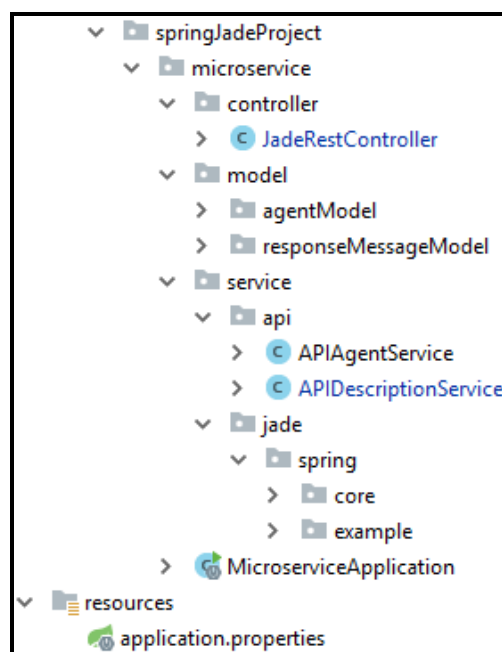 springJadeProject
microservice
controller
JadeRestController
model
agentModel
responseMessageModel
service
api
APIAgentService
APIDescriptionService
jade
spring
core
example
MicroserviceApplication
resources
application.properties